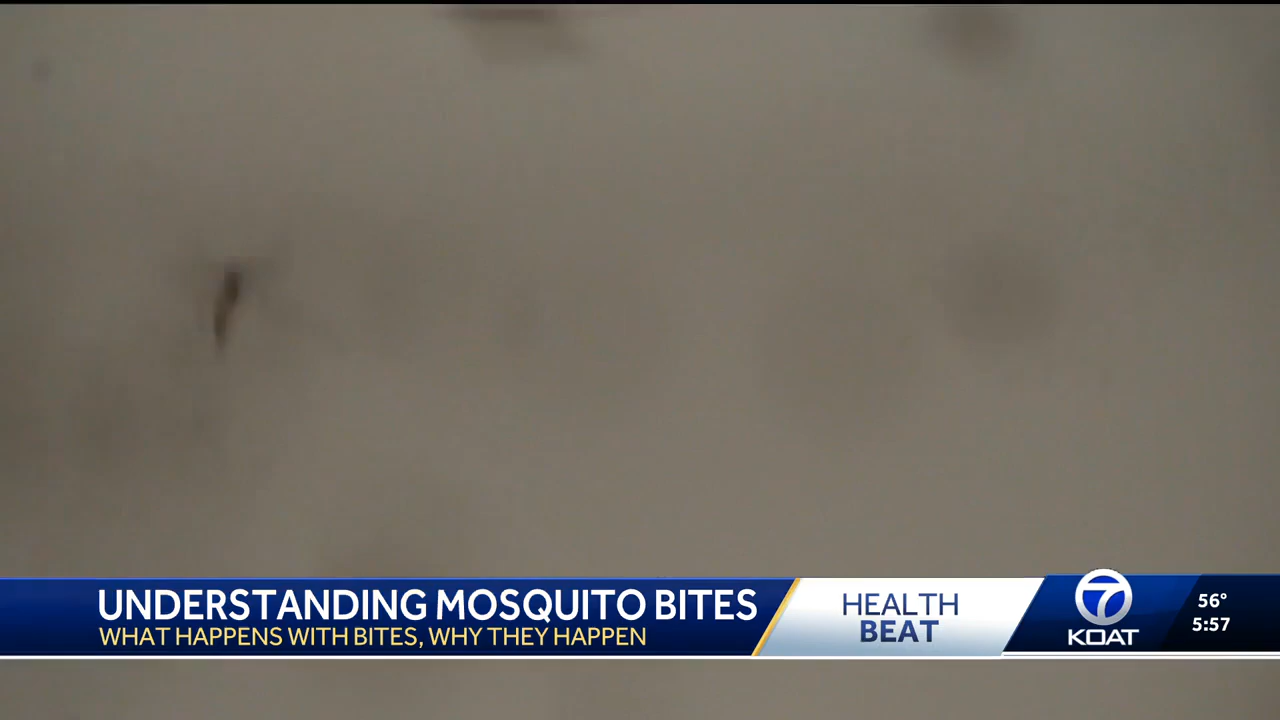 UNDERSTANDING MOSQUITO BITES
WHAT HAPPENS WITH BITES, WHY THEY HAPPEN
HEALTH
BEAT
7
KOAT
56°
5:57